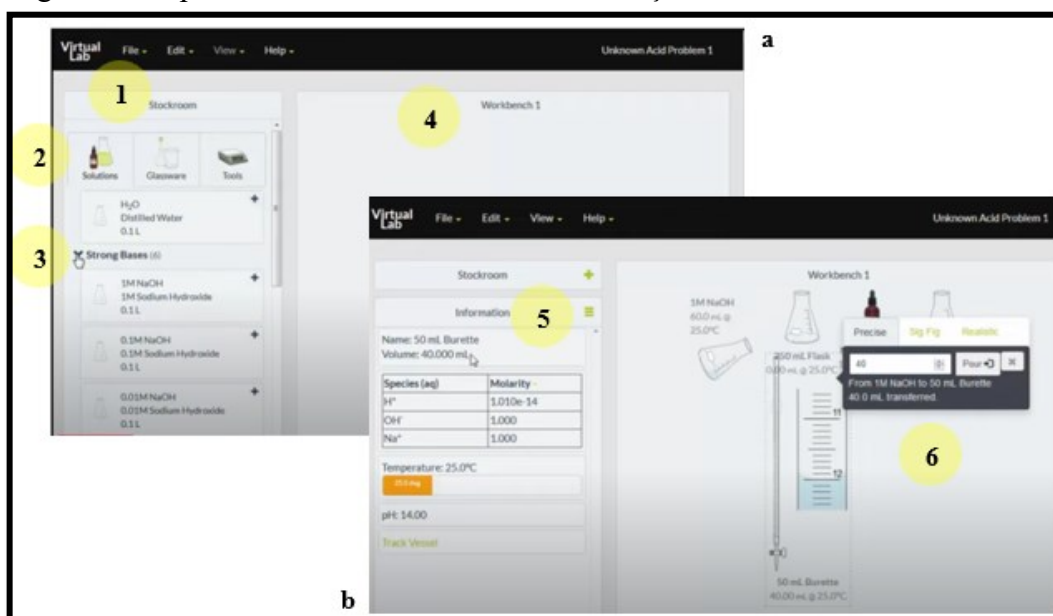 a
Virtual Lab File Edit View Help Unknown Acid Problem 1
1
Stockroom
4
Workbench 1
2
Solutions Glassware Tools
H₂O
Distilled Water
0.1 L
3
Strong Bases (6)
1M NaOH
1M Sodium Hydroxide
0.1 L
0.1M NaOH
0.1M Sodium Hydroxide
0.1 L
0.01M NaOH
0.01M Sodium Hydroxide
0.1 L
b
Virtual Lab File Edit View Help Unknown Acid Problem 1
Stockroom
Information
5
Name: 50 mL Burette
Volume: 40.000 mL
Species (aq) Molarity
H⁺ 1.010e-14
OH⁻ 1.000
Na⁺ 1.000
Temperature: 25.0°C
pH: 14.00
Track Vessel
Workbench 1
1M NaOH
60.0 mL @
25.0°C
250 mL Flask
0.00 mL @ 25.0°C
Precise Sig Fig Realistic
40 Pour
From 1M NaOH to 50 mL Burette
40.0 mL transferred.
11
12
6
50 mL Burette
40.00 mL @ 25.0°C